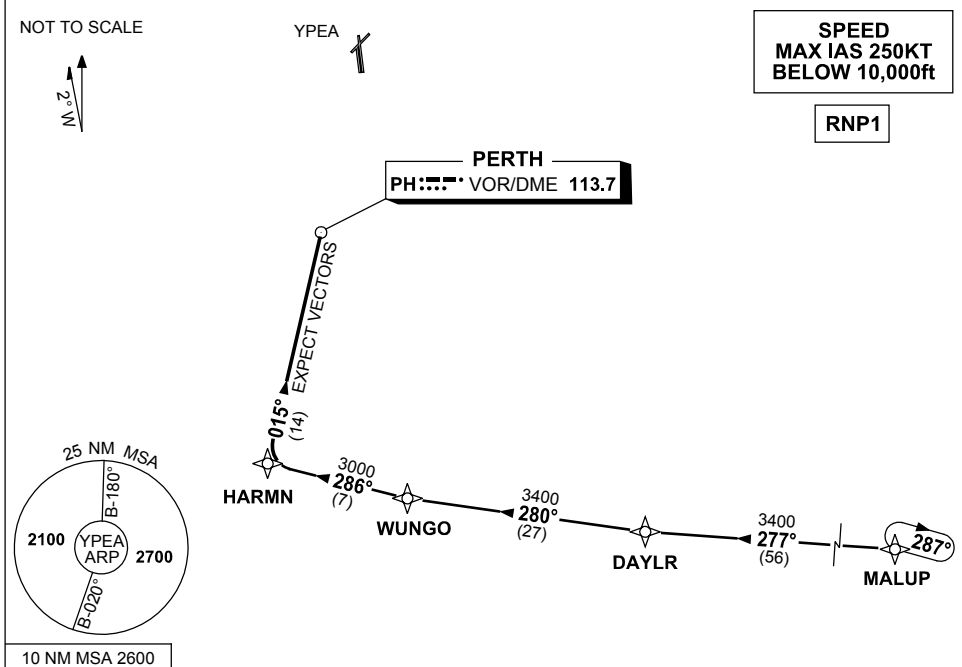 NOT TO SCALE
2° W
YPEA
SPEED
MAX IAS 250KT
BELOW 10,000ft
RNP1
PERTH
PH VOR/DME 113.7
EXPECT VECTORS
015°
(14)
HARMN
3000
286°
(7)
WUNGO
3400
280°
(27)
DAYLR
3400
277°
(56)
287°
MALUP
25 NM MSA
B-180°
2100
YPEA
ARP
2700
B-020°
10 NM MSA 2600